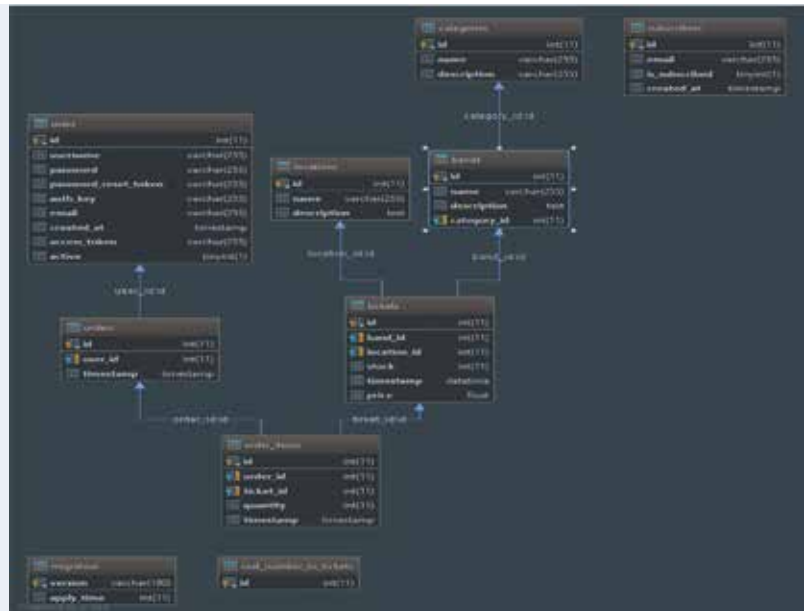 categories
id int(11)
name varchar(255)
description varchar(255)
subscribers
id int(11)
email varchar(255)
is_subscribed tinyint(1)
created_at timestamp
category_id:id
users
id int(11)
username varchar(255)
password varchar(255)
password_reset_token varchar(255)
auth_key varchar(255)
email varchar(255)
created_at timestamp
access_token varchar(255)
active tinyint(1)
locations
id int(11)
name varchar(255)
description text
bands
id int(11)
name varchar(255)
description text
category_id int(11)
location_id:id
band_id:id
user_id:id
tickets
id int(11)
band_id int(11)
location_id int(11)
stock int(11)
timestamp datetime
price float
orders
id int(11)
user_id int(11)
timestamp timestamp
order_id:id
ticket_id:id
order_items
id int(11)
order_id int(11)
ticket_id int(11)
quantity int(11)
timestamp timestamp
migration
version varchar(180)
apply_time int(11)
id int(11)